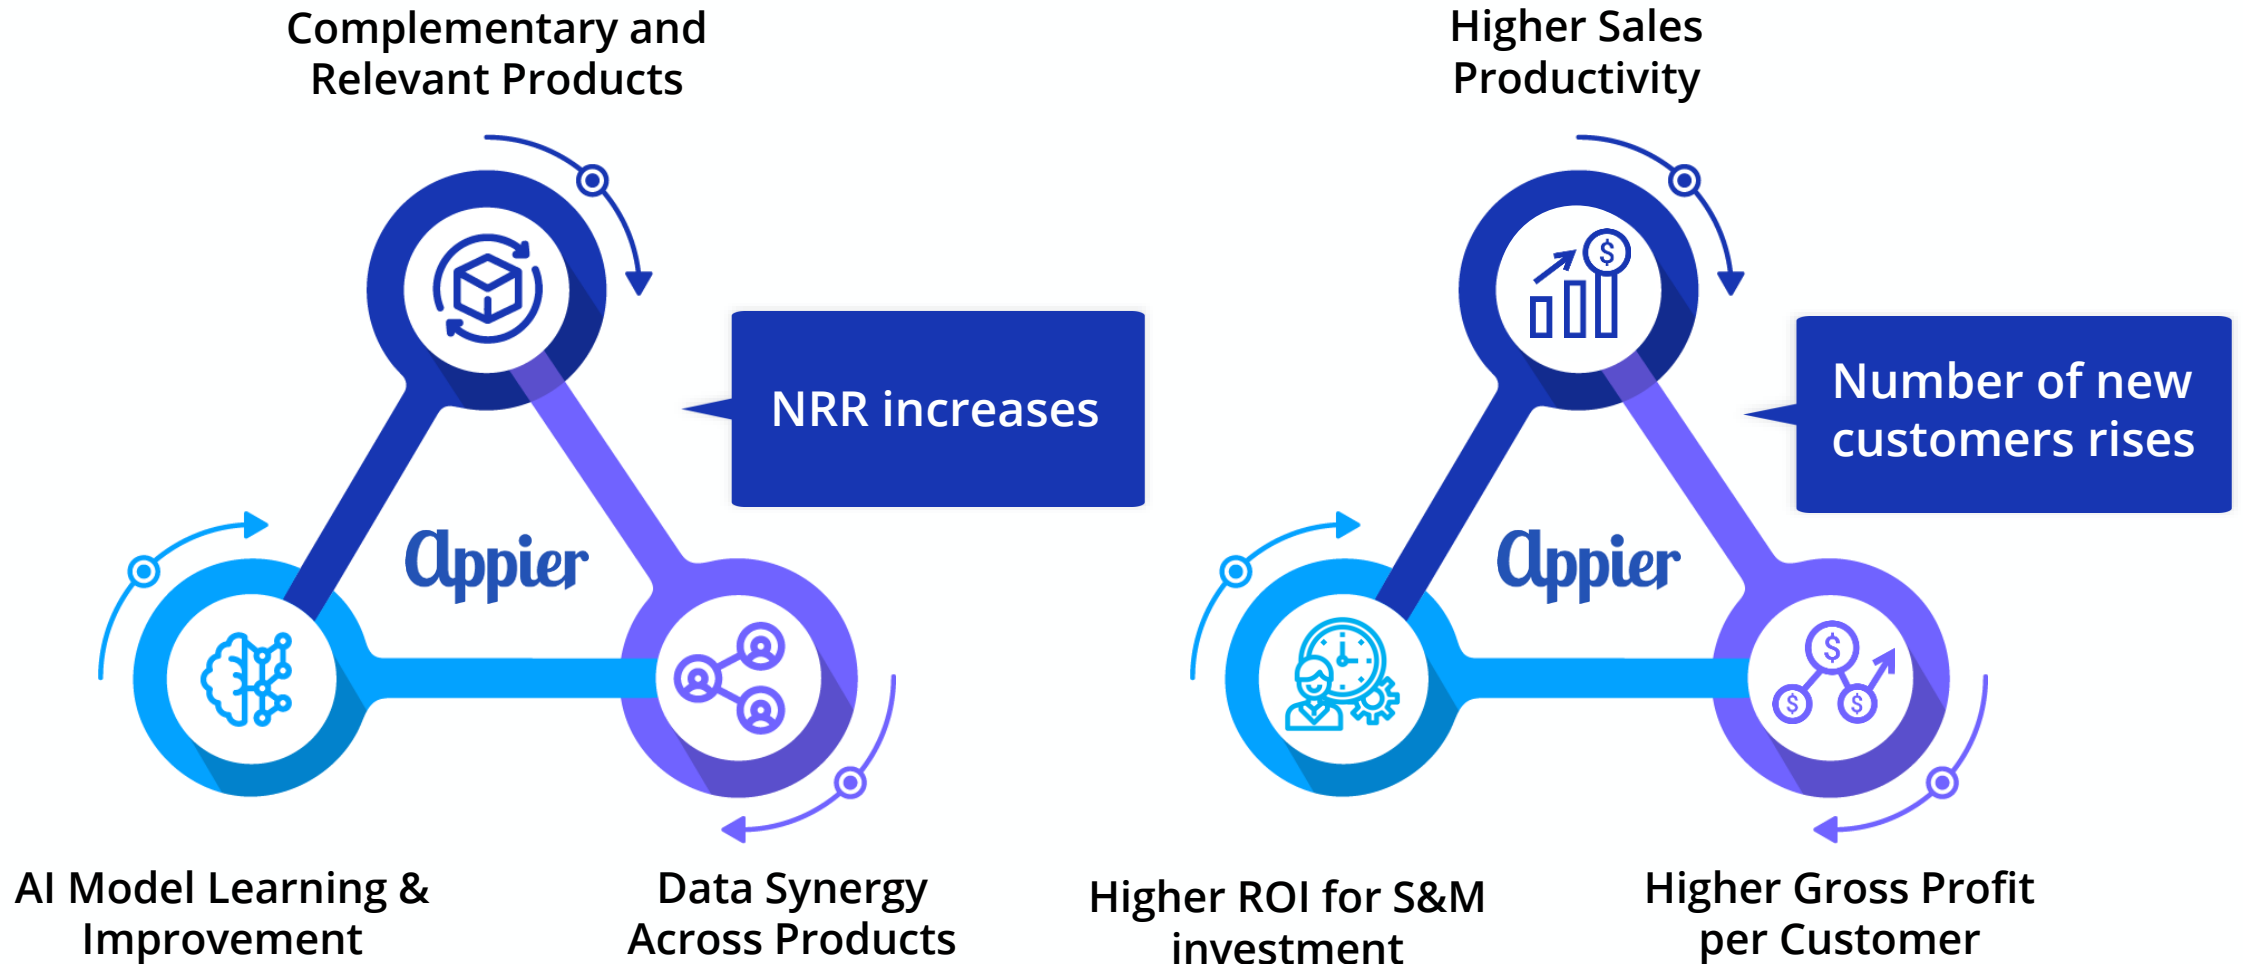 Complementary and
Relevant Products
NRR increases
Appier
AI Model Learning &
Improvement
Data Synergy
Across Products
Higher Sales
Productivity
$
Number of new
customers rises
Appier
$
$
$
Higher ROI for S&M
investment
Higher Gross Profit
per Customer